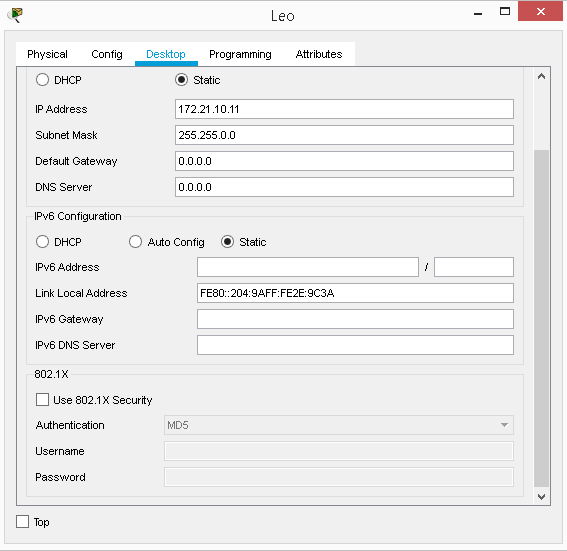 Leo
Physical Config Desktop Programming Attributes
DHCP Static
IP Address 172.21.10.11
Subnet Mask 255.255.0.0
Default Gateway 0.0.0.0
DNS Server 0.0.0.0
IPv6 Configuration
DHCP Auto Config Static
IPv6 Address /
Link Local Address FE80::204:9AFF:FE2E:9C3A
IPv6 Gateway
IPv6 DNS Server
802.1X
Use 802.1X Security
Authentication MD5
Username
Password
Top